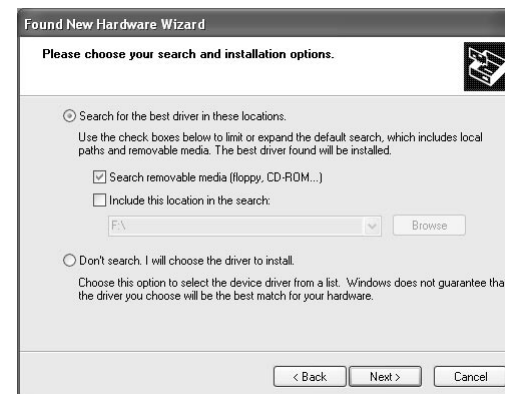 Found New Hardware Wizard
Please choose your search and installation options.
Search for the best driver in these locations.
Use the check boxes below to limit or expand the default search, which includes local
paths and removable media. The best driver found will be installed.
Search removable media (floppy, CD-ROM...)
Include this location in the search:
F:\
Browse
Don't search. I will choose the driver to install.
Choose this option to select the device driver from a list. Windows does not guarantee tha
the driver you choose will be the best match for your hardware.
< Back
Next >
Cancel